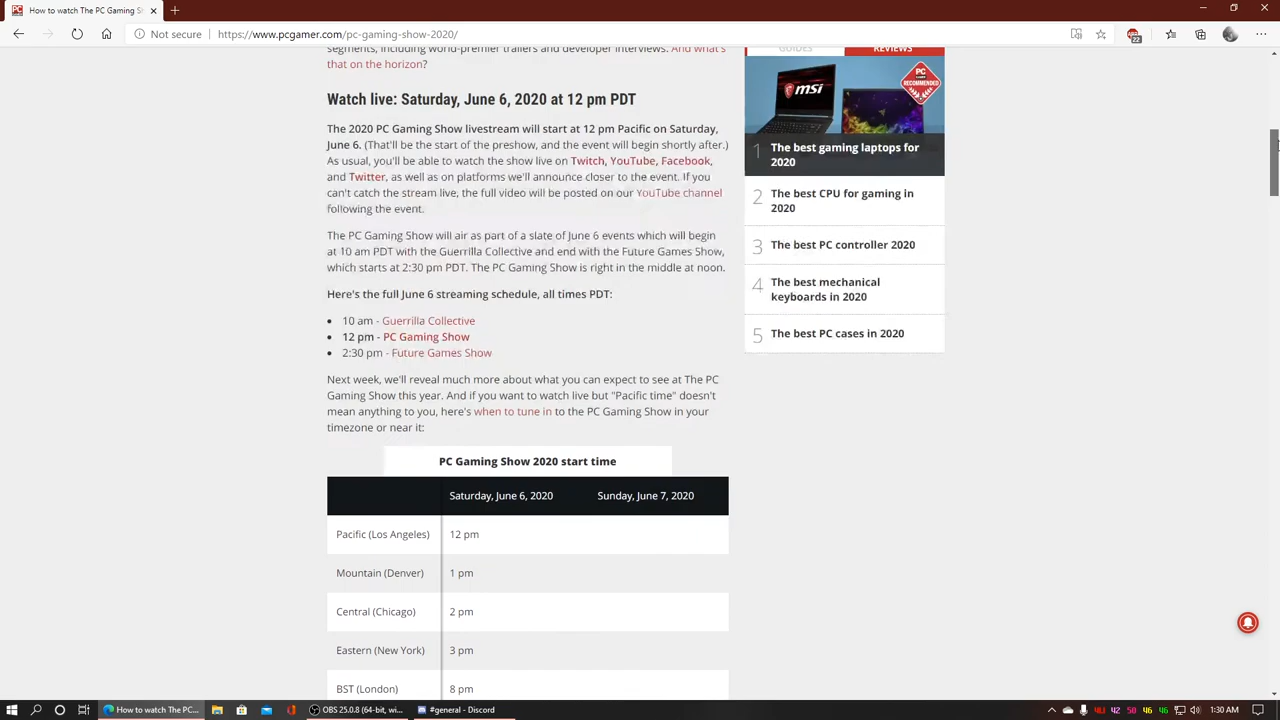 How to watch the PC Gaming S
Not secure
https://www.pcgamer.com/pc-gaming-show-2020/
22
segments, including world-premier trailers and developer interviews. And what's
that on the horizon?
Watch live: Saturday, June 6, 2020 at 12 pm PDT
The 2020 PC Gaming Show livestream will start at 12 pm Pacific on Saturday,
June 6. (That'll be the start of the preshow, and the event will begin shortly after.)
As usual, you'll be able to watch the show live on Twitch, YouTube, Facebook,
and Twitter, as well as on platforms we'll announce closer to the event. If you
can't catch the stream live, the full video will be posted on our YouTube channel
following the event.
The PC Gaming Show will air as part of a slate of June 6 events which will begin
at 10 am PDT with the Guerrilla Collective and end with the Future Games Show,
which starts at 2:30 pm PDT. The PC Gaming Show is right in the middle at noon.
Here's the full June 6 streaming schedule, all times PDT:
• 10 am - Guerrilla Collective
• 12 pm - PC Gaming Show
• 2:30 pm - Future Games Show
Next week, we'll reveal much more about what you can expect to see at The PC
Gaming Show this year. And if you want to watch live but "Pacific time" doesn't
mean anything to you, here's when to tune in to the PC Gaming Show in your
timezone or near it:
PC Gaming Show 2020 start time
Saturday, June 6, 2020 Sunday, June 7, 2020
Pacific (Los Angeles) 12 pm
Mountain (Denver) 1 pm
Central (Chicago) 2 pm
Eastern (New York) 3 pm
BST (London) 8 pm
GUIDES REVIEWS
msi
PC
RECOMMENDED
1 The best gaming laptops for
2020
2 The best CPU for gaming in
2020
3 The best PC controller 2020
4 The best mechanical
keyboards in 2020
5 The best PC cases in 2020
How to watch The PC...
OBS 25.0.8 (64-bit, wi...
#general - Discord
1:30 AM